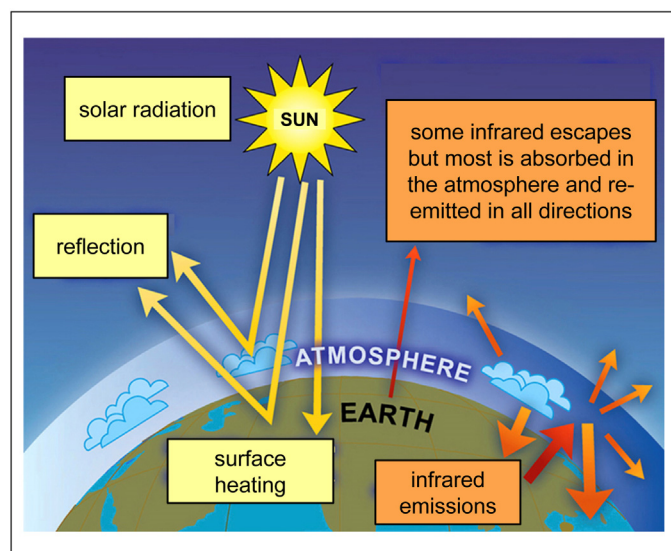 solar radiation
SUN
some infrared escapes
but most is absorbed in
the atmosphere and re-
emitted in all directions
reflection
ATMOSPHERE
EARTH
surface
heating
infrared
emissions